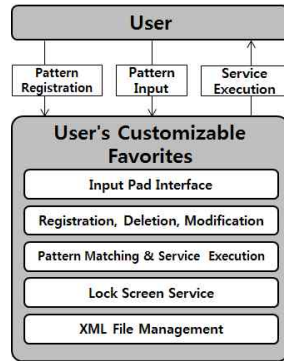 User
Pattern
Registration
Pattern
Input
Service
Execution
User's Customizable
Favorites
Input Pad Interface
Registration, Deletion, Modification
Pattern Matching & Service Execution
Lock Screen Service
XML File Management